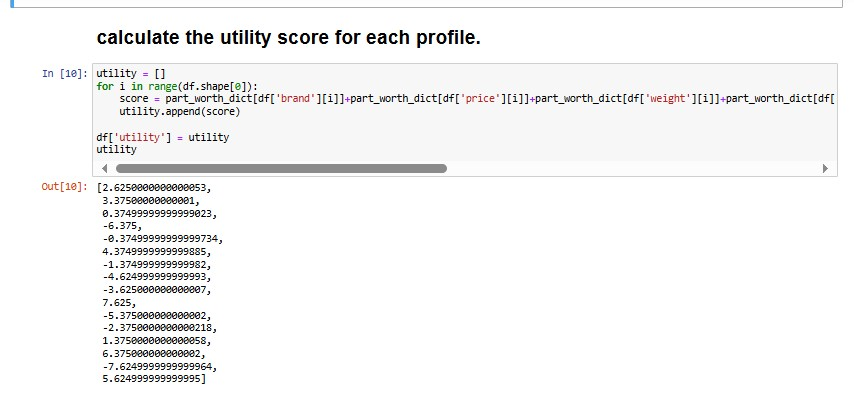 calculate the utility score for each profile.
In [10]: utility = []
for i in range(df.shape[0]):
    score = part_worth_dict[df['brand'][i]]+part_worth_dict[df['price'][i]]+part_worth_dict[df['weight'][i]]+part_worth_dict[df[
    utility.append(score)
df['utility'] = utility
utility
Out[10]: [2.6250000000000053,
3.37500000000001,
0.37499999999999023,
-6.375,
-0.37499999999999734,
4.374999999999885,
-1.374999999999982,
-4.624999999999993,
-3.625000000000007,
7.625,
-5.375000000000002,
-2.3750000000000218,
1.3750000000000058,
6.375000000000002,
-7.6249999999999964,
5.624999999999995]